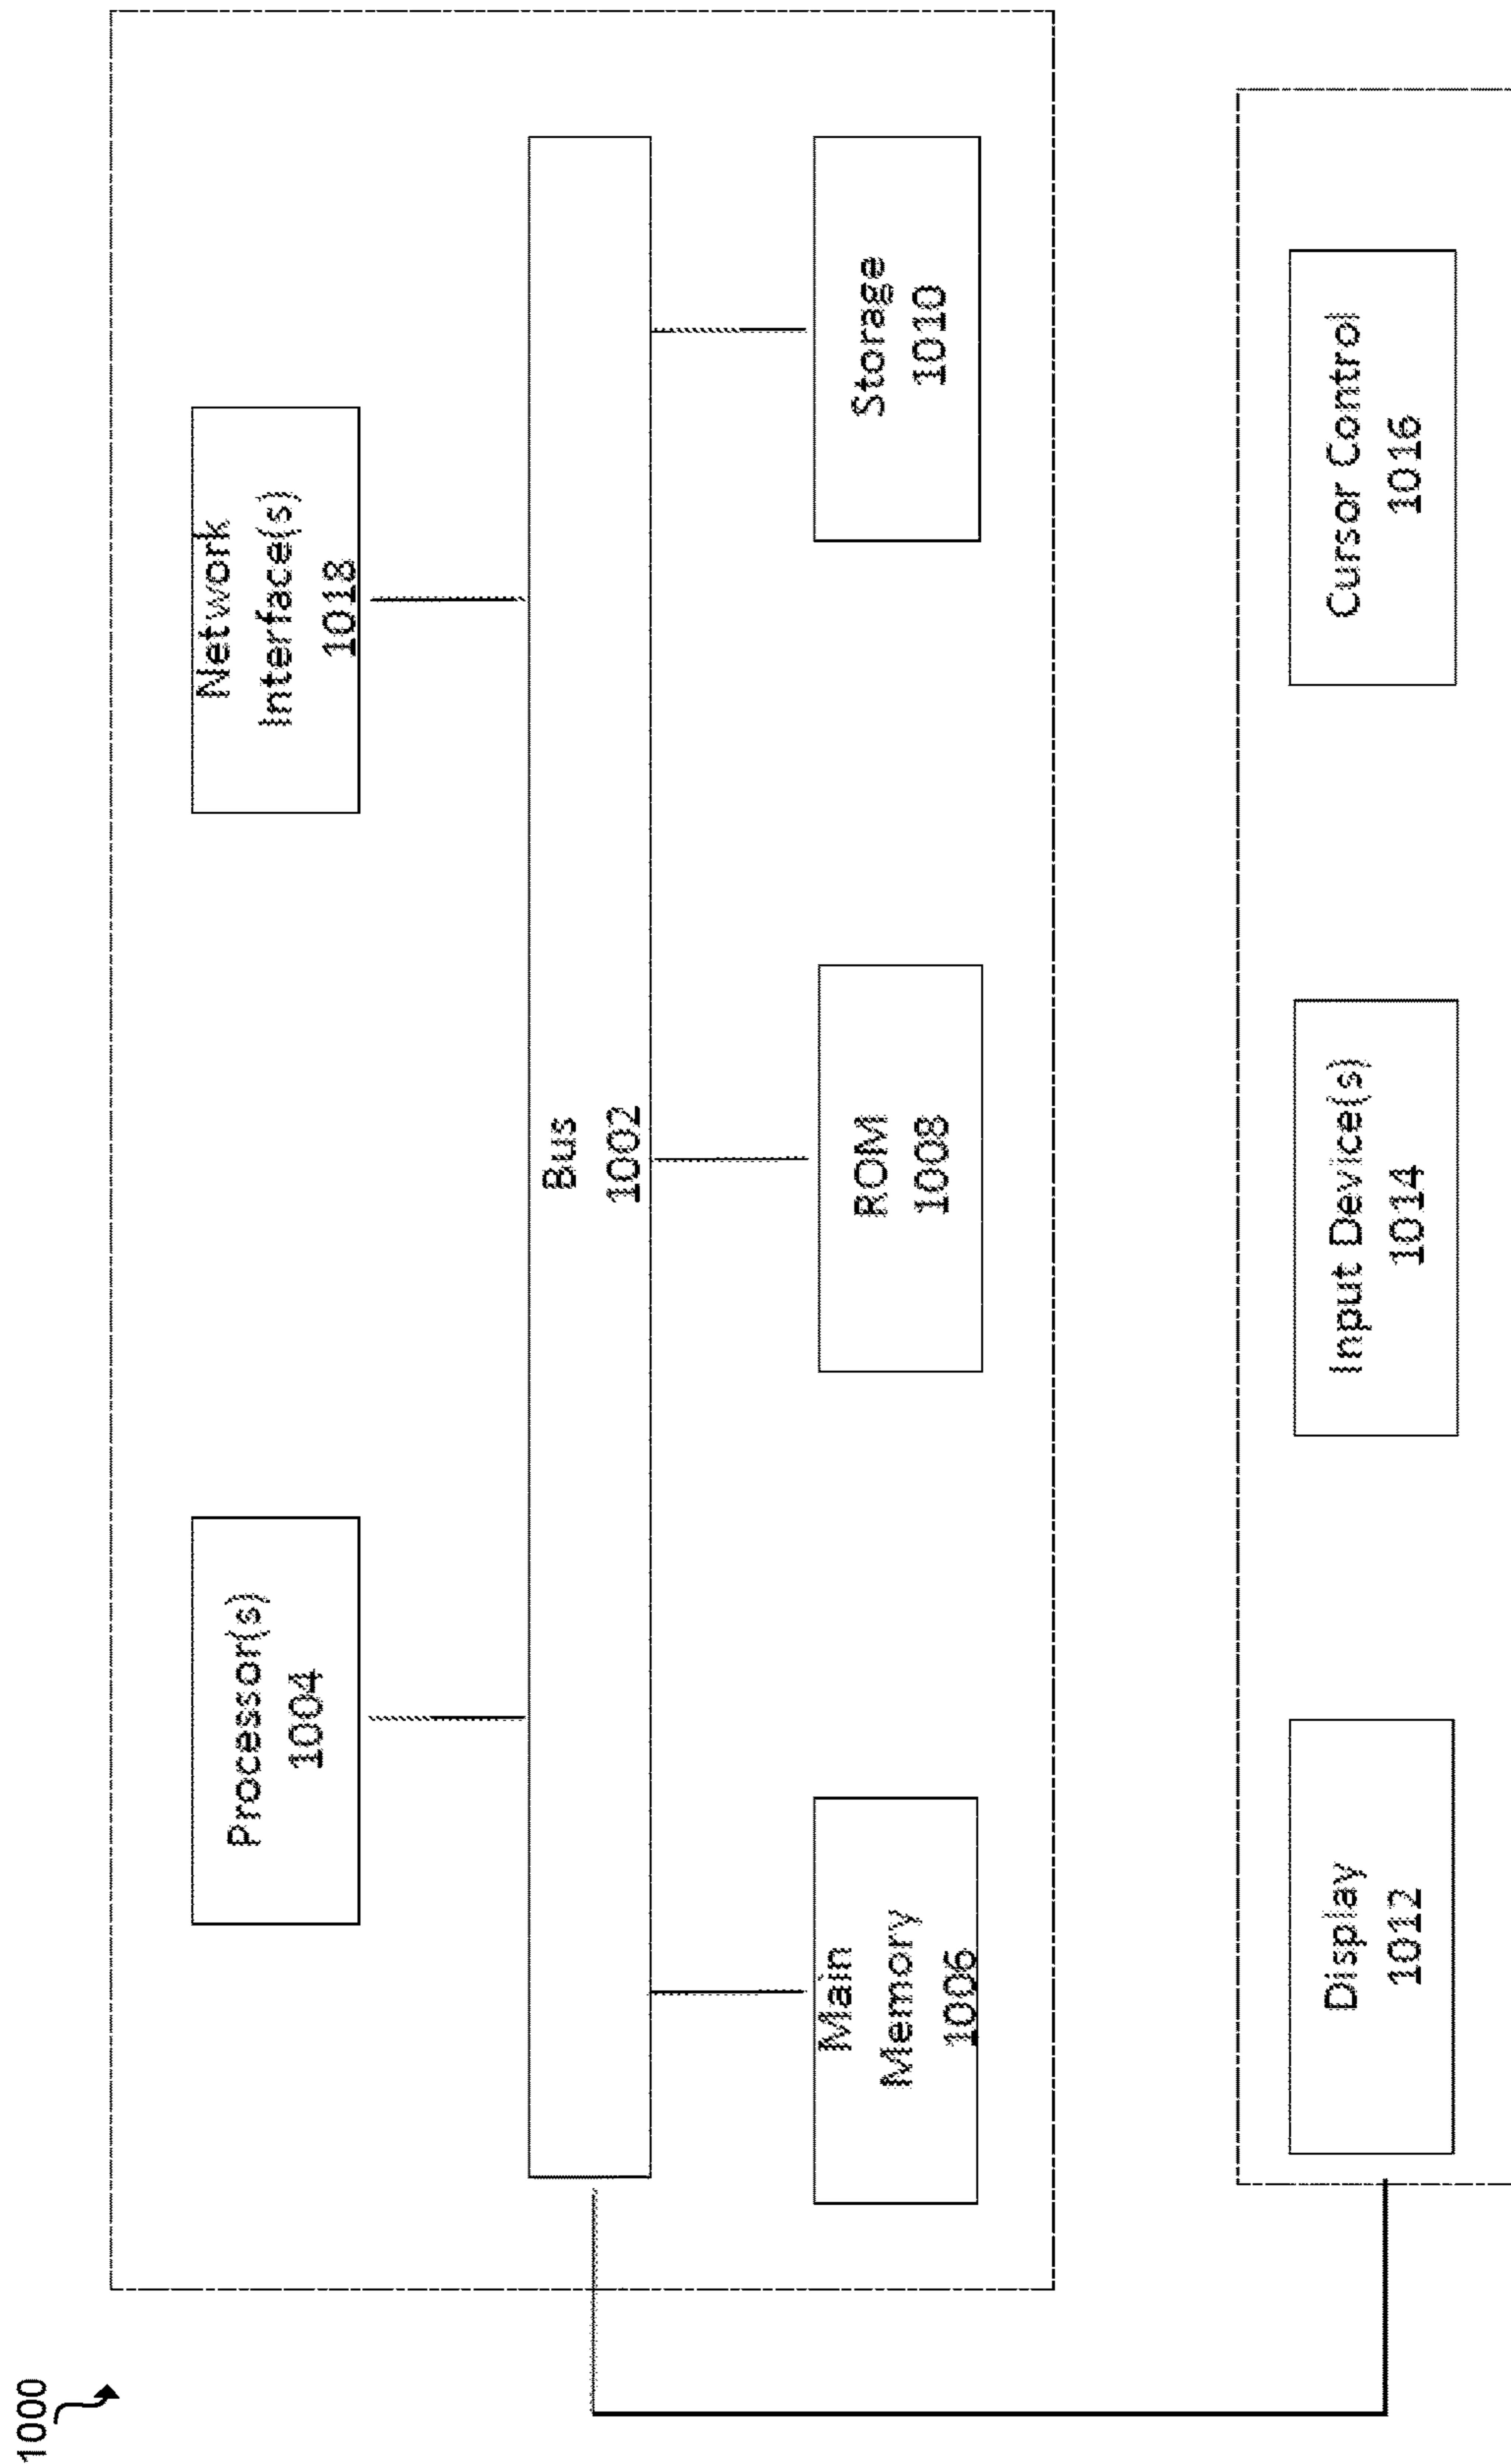 1000
Processor(s)
1004
Network
Interface(s)
1018
Bus
1002
Main
Memory
1006
ROM
1008
Storage
1010
Display
1012
Input Device(s)
1014
Cursor Control
1016